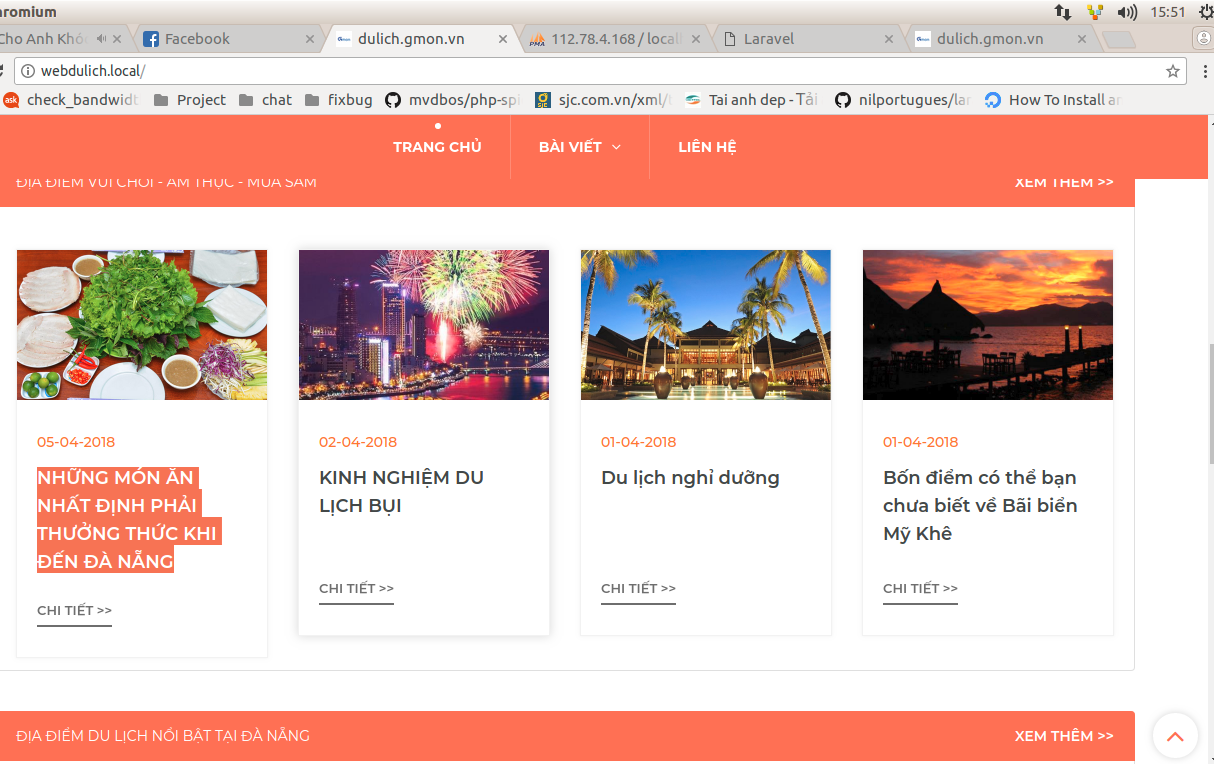 hromium
15:51
Cho Anh Khó
Facebook
dulich.gmon.vn
PMA
112.78.4.168 / locall
Laravel
dulich.gmon.vn
webdulich.local/
ask
check_bandwidt
Project
chat
fixbug
mvdbos/php-spi
SJC
sjc.com.vn/xml/t
Tai anh dep - Tải
nilportugues/lar
How To Install an
TRANG CHỦ
BÀI VIẾT
LIÊN HỆ
ĐỊA ĐIỂM VUI CHƠI - ẨM THỰC - MUA SẮM
XEM THÊM >>
05-04-2018
NHỮNG MÓN ĂN
NHẤT ĐỊNH PHẢI
THƯỞNG THỨC KHI
ĐẾN ĐÀ NẴNG
CHI TIẾT >>
02-04-2018
KINH NGHIỆM DU
LỊCH BỤI
CHI TIẾT >>
01-04-2018
Du lịch nghỉ dưỡng
CHI TIẾT >>
01-04-2018
Bốn điểm có thể bạn
chưa biết về Bãi biển
Mỹ Khê
CHI TIẾT >>
ĐỊA ĐIỂM DU LỊCH NỔI BẬT TẠI ĐÀ NẴNG
XEM THÊM >>